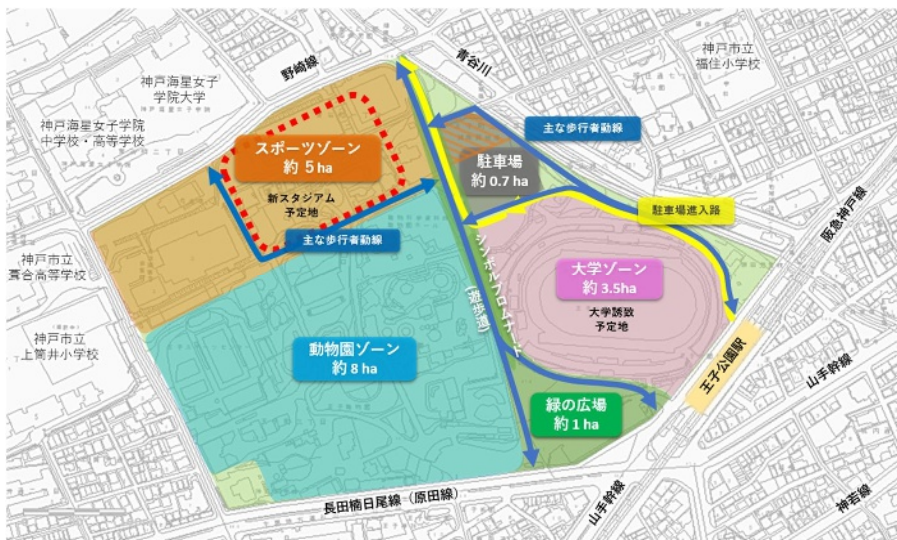 野崎線
青谷川
神戸市立
福住小学校
神戸海星女子
学院大学
神戸海星女子学院
中学校・高等学校
主な歩行者動線
スポーツゾーン
約 5 ha
駐車場
約 0.7 ha
新スタジアム
予定地
駐車場進入路
阪急神戸線
主な歩行者動線
神戸市立
葺合高等学校
シンボルプロムナード
(遊歩道)
大学ゾーン
約 3.5ha
大学誘致
予定地
神戸市立
上筒井小学校
動物園ゾーン
約 8 ha
王子公園駅
山手幹線
緑の広場
約 1 ha
長田楠日尾線(原田線)
山手幹線
神若線